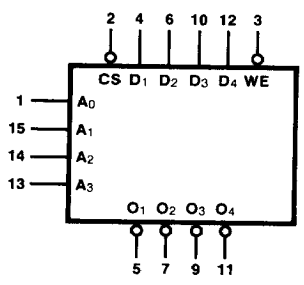 2 4 6 10 12 3
CS D₁ D₂ D₃ D₄ WE
1 A₀
15 A₁
14 A₂
13 A₃
O₁ O₂ O₃ O₄
5 7 9 11